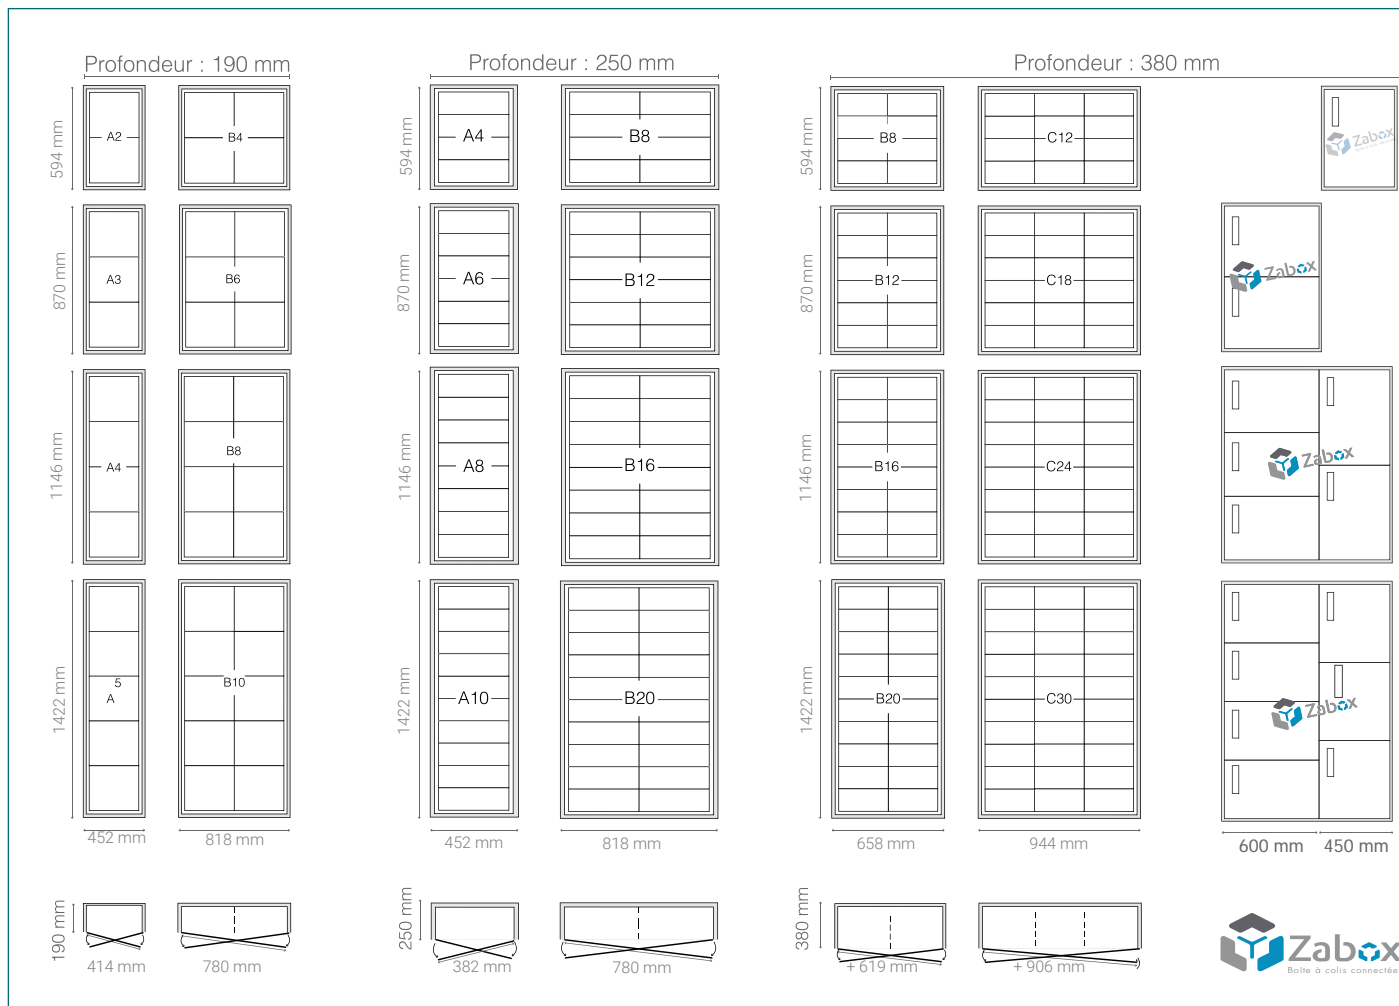 Profondeur : 190 mm
Profondeur : 250 mm
Profondeur : 380 mm
594 mm
A2
B4
594 mm
A4
B8
594 mm
B8
C12
Zabox
870 mm
A3
B6
870 mm
A6
B12
870 mm
B12
C18
Zabox
1146 mm
A4
B8
1146 mm
A8
B16
1146 mm
B16
C24
Zabox
1422 mm
5
A
B10
1422 mm
A10
B20
1422 mm
B20
C30
Zabox
452 mm
818 mm
452 mm
818 mm
658 mm
944 mm
600 mm
450 mm
190 mm
414 mm
780 mm
250 mm
382 mm
780 mm
380 mm
+ 619 mm
+ 906 mm
Zabox
Boîte à colis connectée